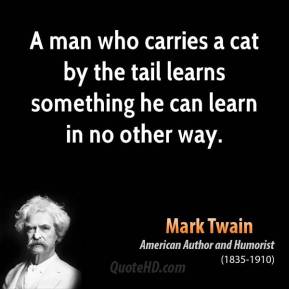 A man who carries a cat
by the tail learns
something he can learn
in no other way.
Mark Twain
American Author and Humorist
(1835-1910)
QuoteHD.com